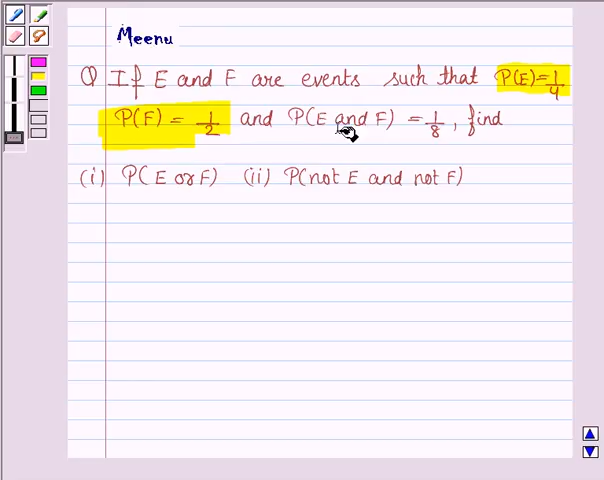 Meenu
Q If E and F are events such that P(E)=1/4
P(F) = 1/2 and P(E and F) = 1/8, find
(i) P(E or F) (ii) P(not E and not F)